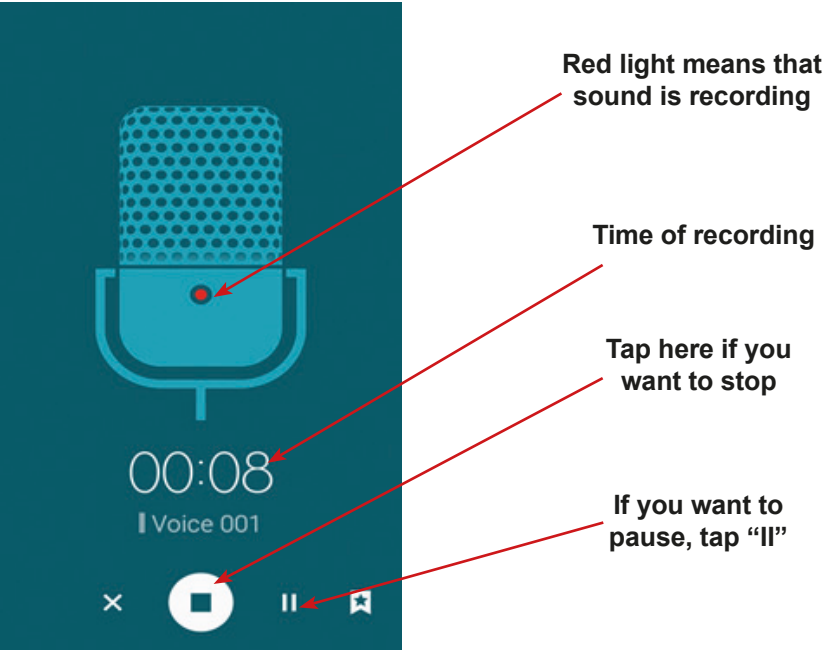 Red light means that
sound is recording
Time of recording
Tap here if you
want to stop
If you want to
pause, tap “II”
00:08
Voice 001